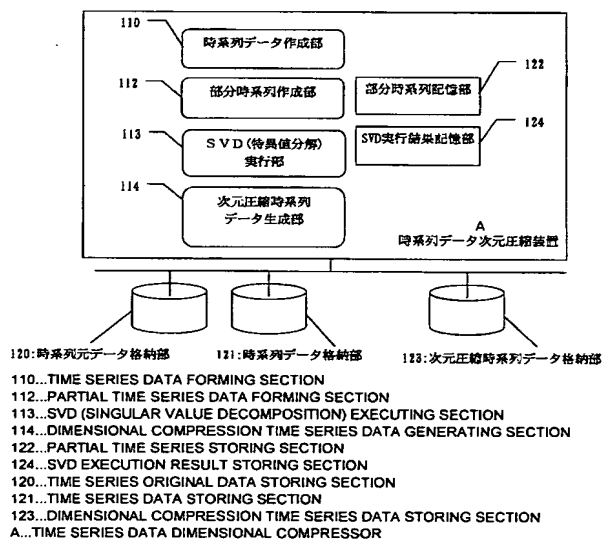 110
時系列データ作成部
122
112
部分時系列作成部
部分時系列記憶部
124
113
SVD(特異値分解)
実行部
SVD実行結果記憶部
114
次元圧縮時系列
データ生成部
A
時系列データ次元圧縮装置
120:時系列元データ格納部
121:時系列データ格納部
123:次元圧縮時系列データ格納部
110...TIME SERIES DATA FORMING SECTION
112...PARTIAL TIME SERIES DATA FORMING SECTION
113...SVD (SINGULAR VALUE DECOMPOSITION) EXECUTING SECTION
114...DIMENSIONAL COMPRESSION TIME SERIES DATA GENERATING SECTION
122...PARTIAL TIME SERIES STORING SECTION
124...SVD EXECUTION RESULT STORING SECTION
120...TIME SERIES ORIGINAL DATA STORING SECTION
121...TIME SERIES DATA STORING SECTION
123...DIMENSIONAL COMPRESSION TIME SERIES DATA STORING SECTION
A...TIME SERIES DATA DIMENSIONAL COMPRESSOR